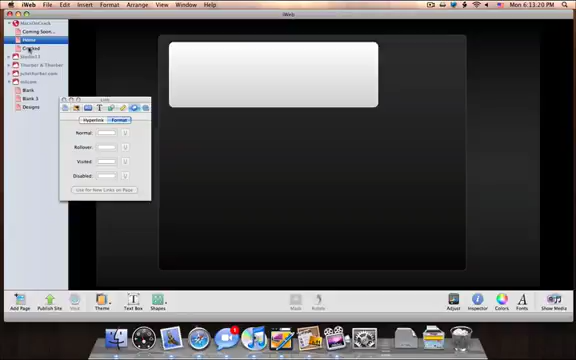 iWeb File Edit Insert Format Arrange View Window Help
Mon 6:13:20 PM
iWeb
Coming Soon...
Home
Cracked
Blank
Blank 3
Designs
Link
Hyperlink Format
Normal:
Rollover:
Visited:
Disabled:
Use for New Links on Page
Add Page Publish Site Visit Theme Text Box Shapes Mask Rotate Adjust Inspector Colors Fonts Show Media